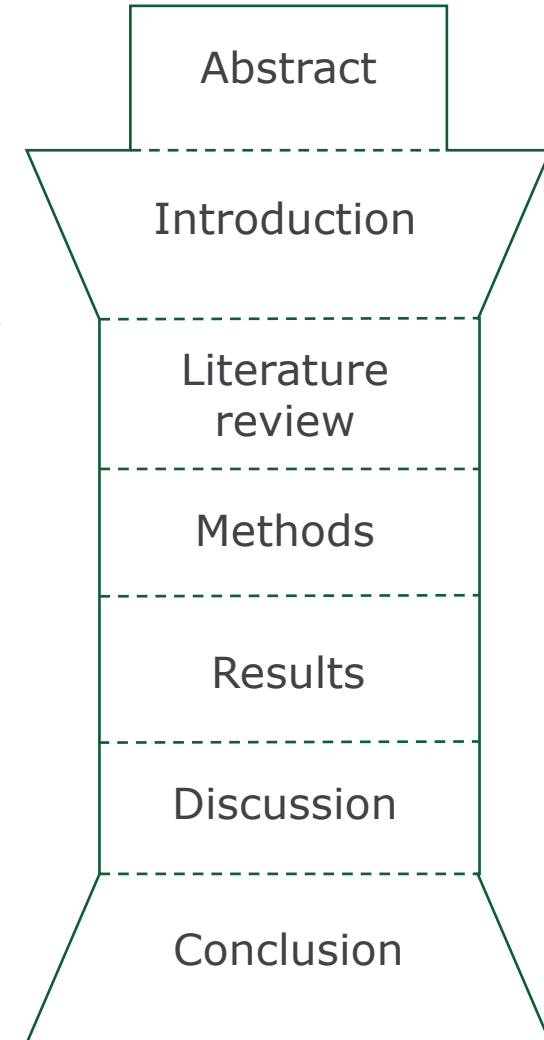 Abstract
Introduction
Literature
review
Methods
Results
Discussion
Conclusion